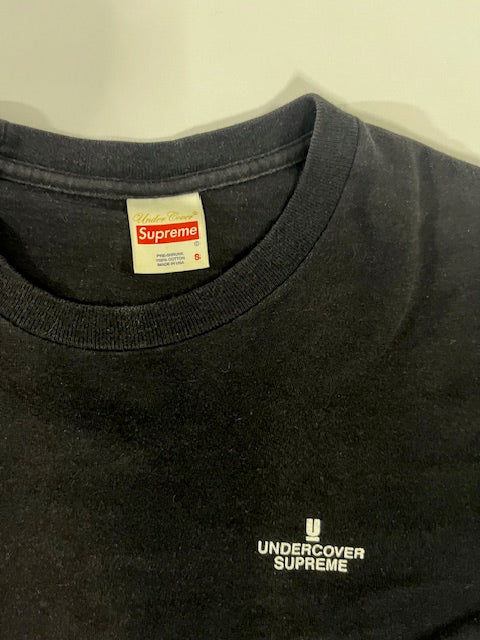 Under Cover®
Supreme
©
PRE-SHRUNK
100% COTTON
MADE IN USA
S
U
UNDERCOVER
SUPREME